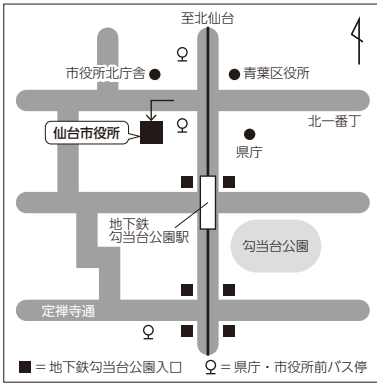 至北仙台
市役所北庁舎
青葉区役所
北一番丁
仙台市役所
県庁
地下鉄
勾当台公園駅
勾当台公園
定禅寺通
■ = 地下鉄勾当台公園入口
= 県庁・市役所前バス停